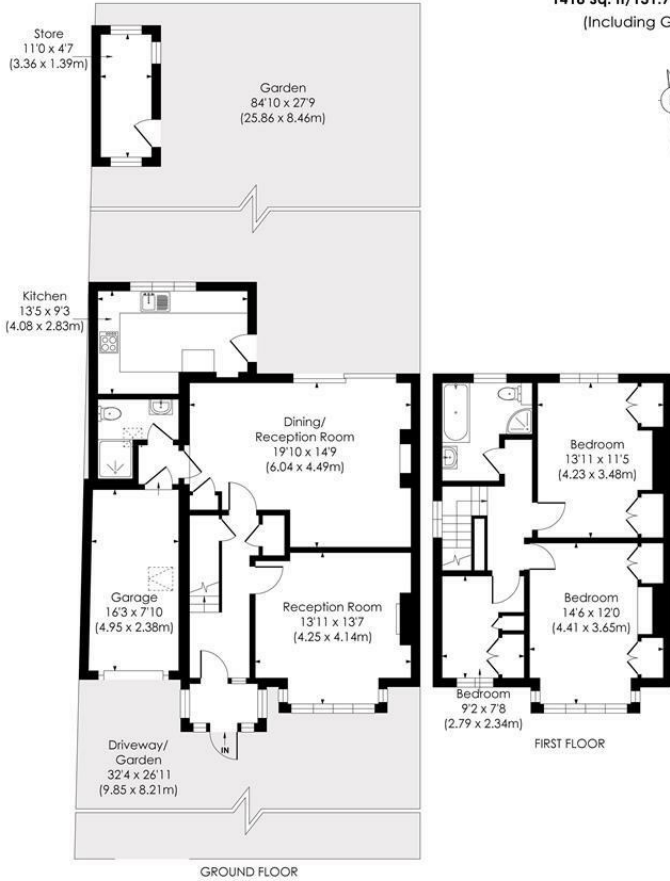 (Including G
Store
11'0 x 4'7
(3.36 x 1.39m)
Garden
84'10 x 27'9
(25.86 x 8.46m)
Kitchen
13'5 x 9'3
(4.08 x 2.83m)
Dining/
Reception Room
19'10 x 14'9
(6.04 x 4.49m)
Bedroom
13'11 x 11'5
(4.23 x 3.48m)
Garage
16'3 x 7'10
(4.95 x 2.38m)
Reception Room
13'11 x 13'7
(4.25 x 4.14m)
Bedroom
14'6 x 12'0
(4.41 x 3.65m)
Bedroom
9'2 x 7'8
(2.79 x 2.34m)
IN
Driveway/
Garden
32'4 x 26'11
(9.85 x 8.21m)
FIRST FLOOR
GROUND FLOOR